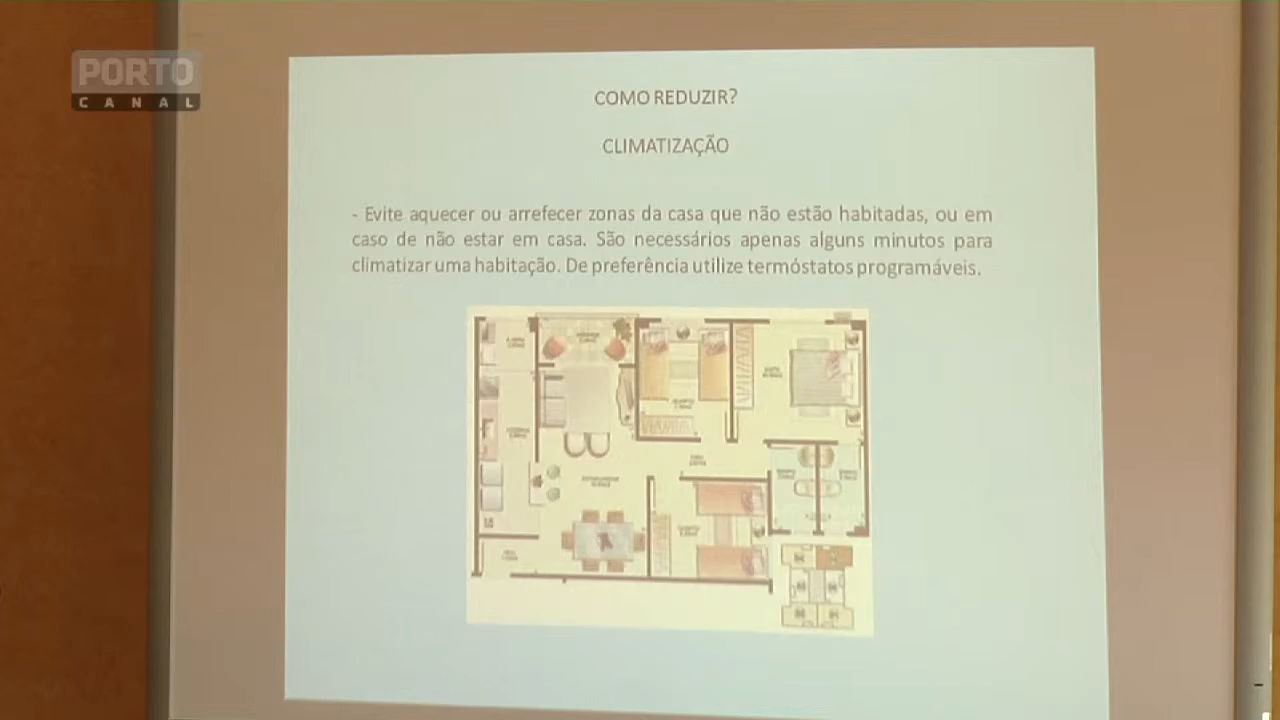 PORTO
CANAL
COMO REDUZIR?
CLIMATIZAÇÃO
- Evite aquecer ou arrefecer zonas da casa que não estão habitadas, ou em
caso de não estar em casa. São necessários apenas alguns minutos para
climatizar uma habitação. De preferência utilize termóstatos programáveis.